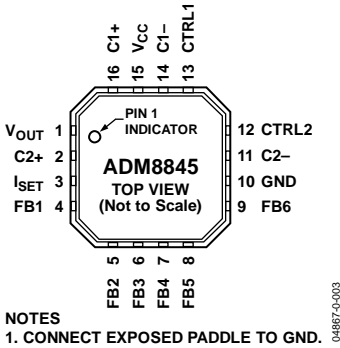 16 C1+
15 VCC
14 C1–
13 CTRL1
PIN 1
INDICATOR
VOUT 1
C2+ 2
ISET 3
FB1 4
ADM8845
TOP VIEW
(Not to Scale)
12 CTRL2
11 C2–
10 GND
9 FB6
FB2 5
FB3 6
FB4 7
FB5 8
NOTES
1. CONNECT EXPOSED PADDLE TO GND.
04867-0-003